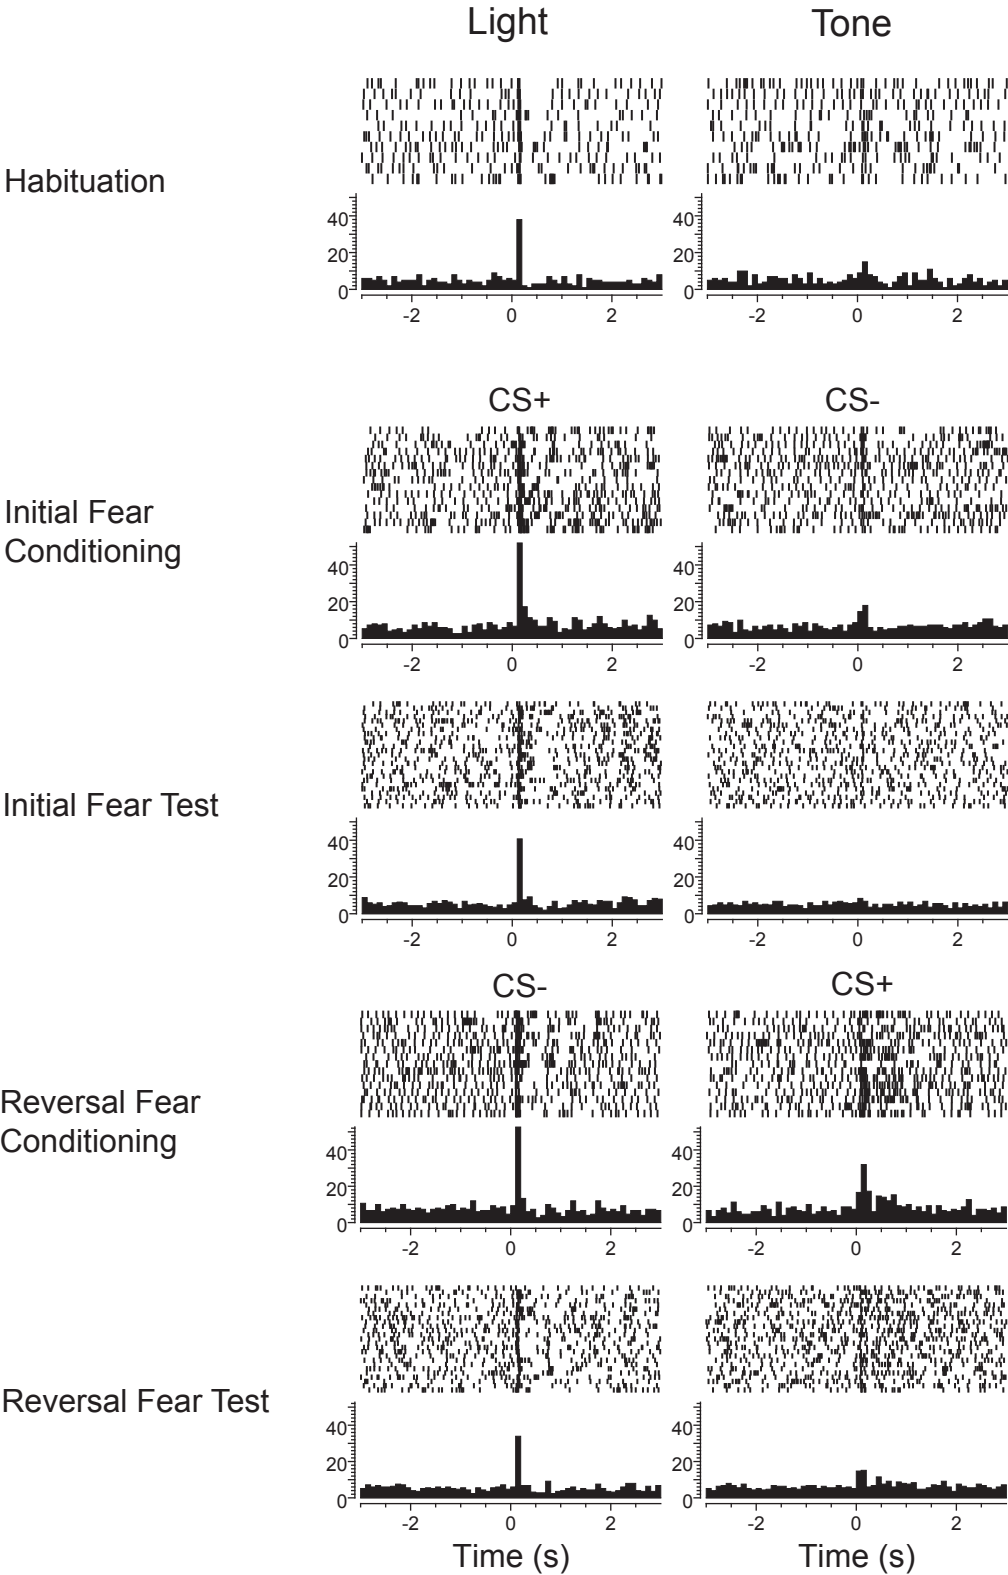 Light Tone
Habituation
40 40
20 20
0 0
-2 0 2 -2 0 2
CS+ CS-
Initial Fear
Conditioning
40 40
20 20
0 0
-2 0 2 -2 0 2
Initial Fear Test
40 40
20 20
0 0
-2 0 2 -2 0 2
CS- CS+
Reversal Fear
Conditioning
40 40
20 20
0 0
-2 0 2 -2 0 2
Reversal Fear Test
40 40
20 20
0 0
-2 0 2 -2 0 2
Time (s) Time (s)